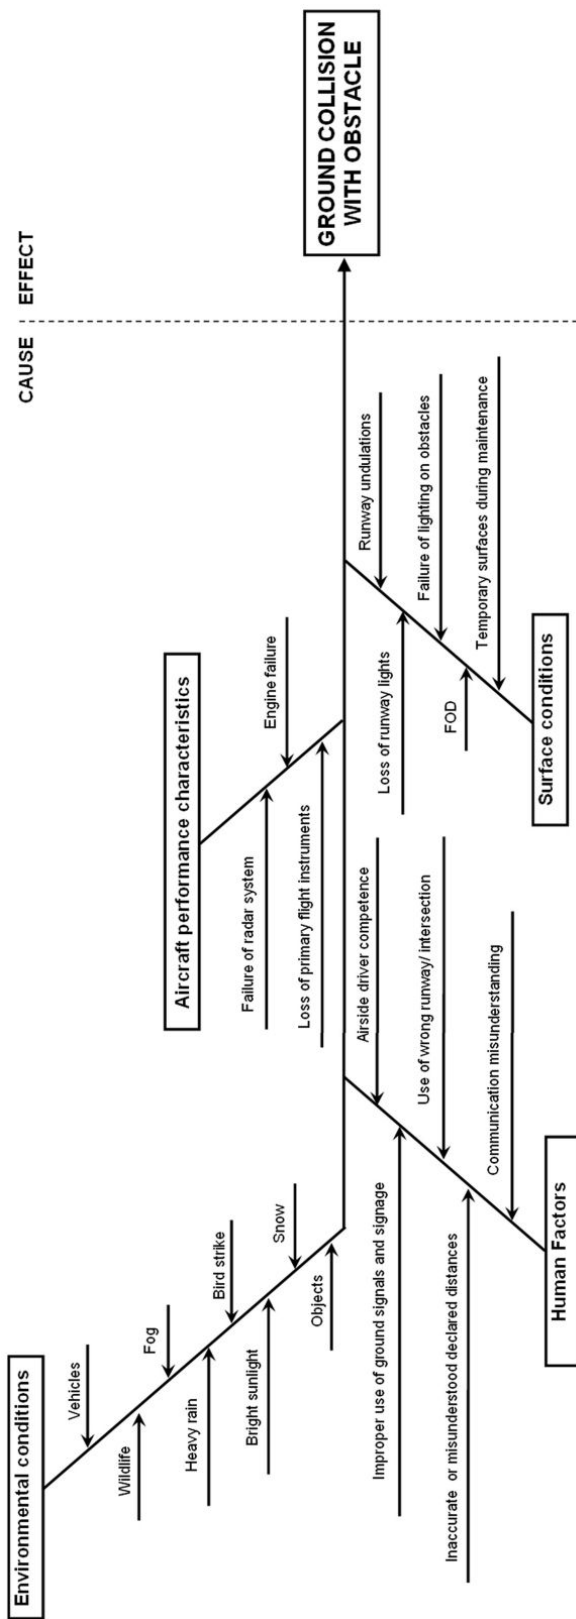 CAUSE
EFFECT
Environmental conditions
Vehicles
Wildlife
Fog
Heavy rain
Bird strike
Bright sunlight
Snow
Objects
Aircraft performance characteristics
Engine failure
Failure of radar system
Loss of primary flight instruments
GROUND COLLISION
WITH OBSTACLE
Human Factors
Airside driver competence
Improper use of ground signals and signage
Use of wrong runway/ intersection
Inaccurate or misunderstood declared distances
Communication misunderstanding
Surface conditions
Runway undulations
Loss of runway lights
Failure of lighting on obstacles
FOD
Temporary surfaces during maintenance